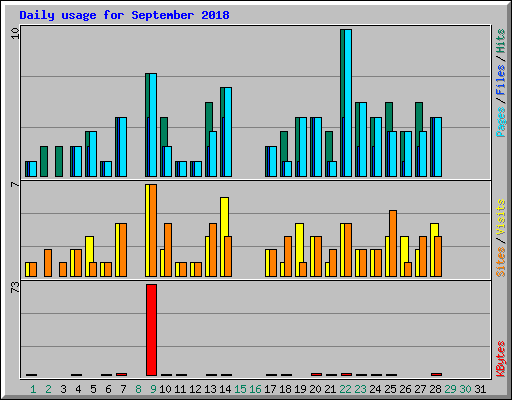 Daily usage for September 2018
10
Pages / Files / Hits
7
Sites / Visits
73
KBytes
1 2 3 4 5 6 7 8 9 10 11 12 13 14 15 16 17 18 19 20 21 22 23 24 25 26 27 28 29 30 31